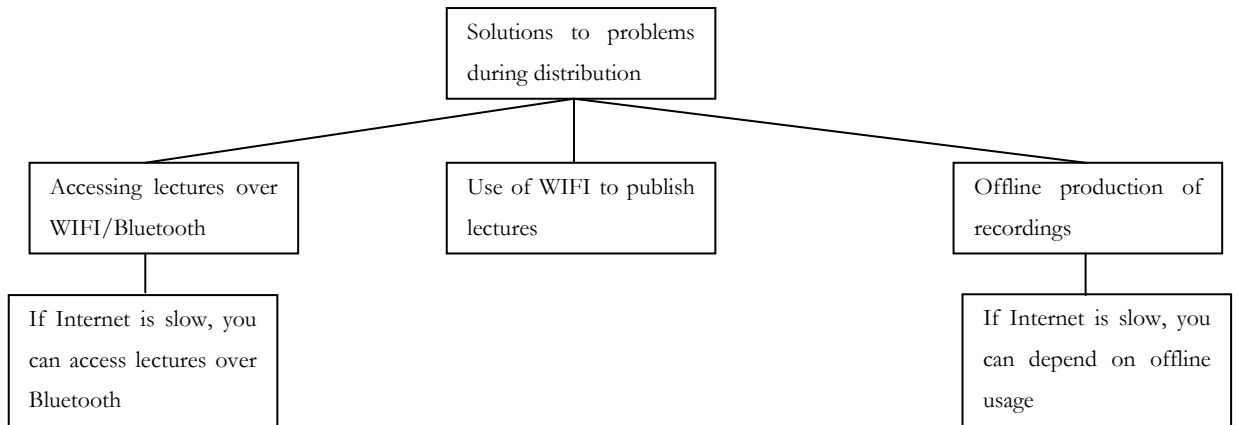 Solutions to problems
during distribution
Accessing lectures over
WIFI/Bluetooth
Use of WIFI to publish
lectures
Offline production of
recordings
If Internet is slow, you
can access lectures over
Bluetooth
If Internet is slow, you
can depend on offline
usage